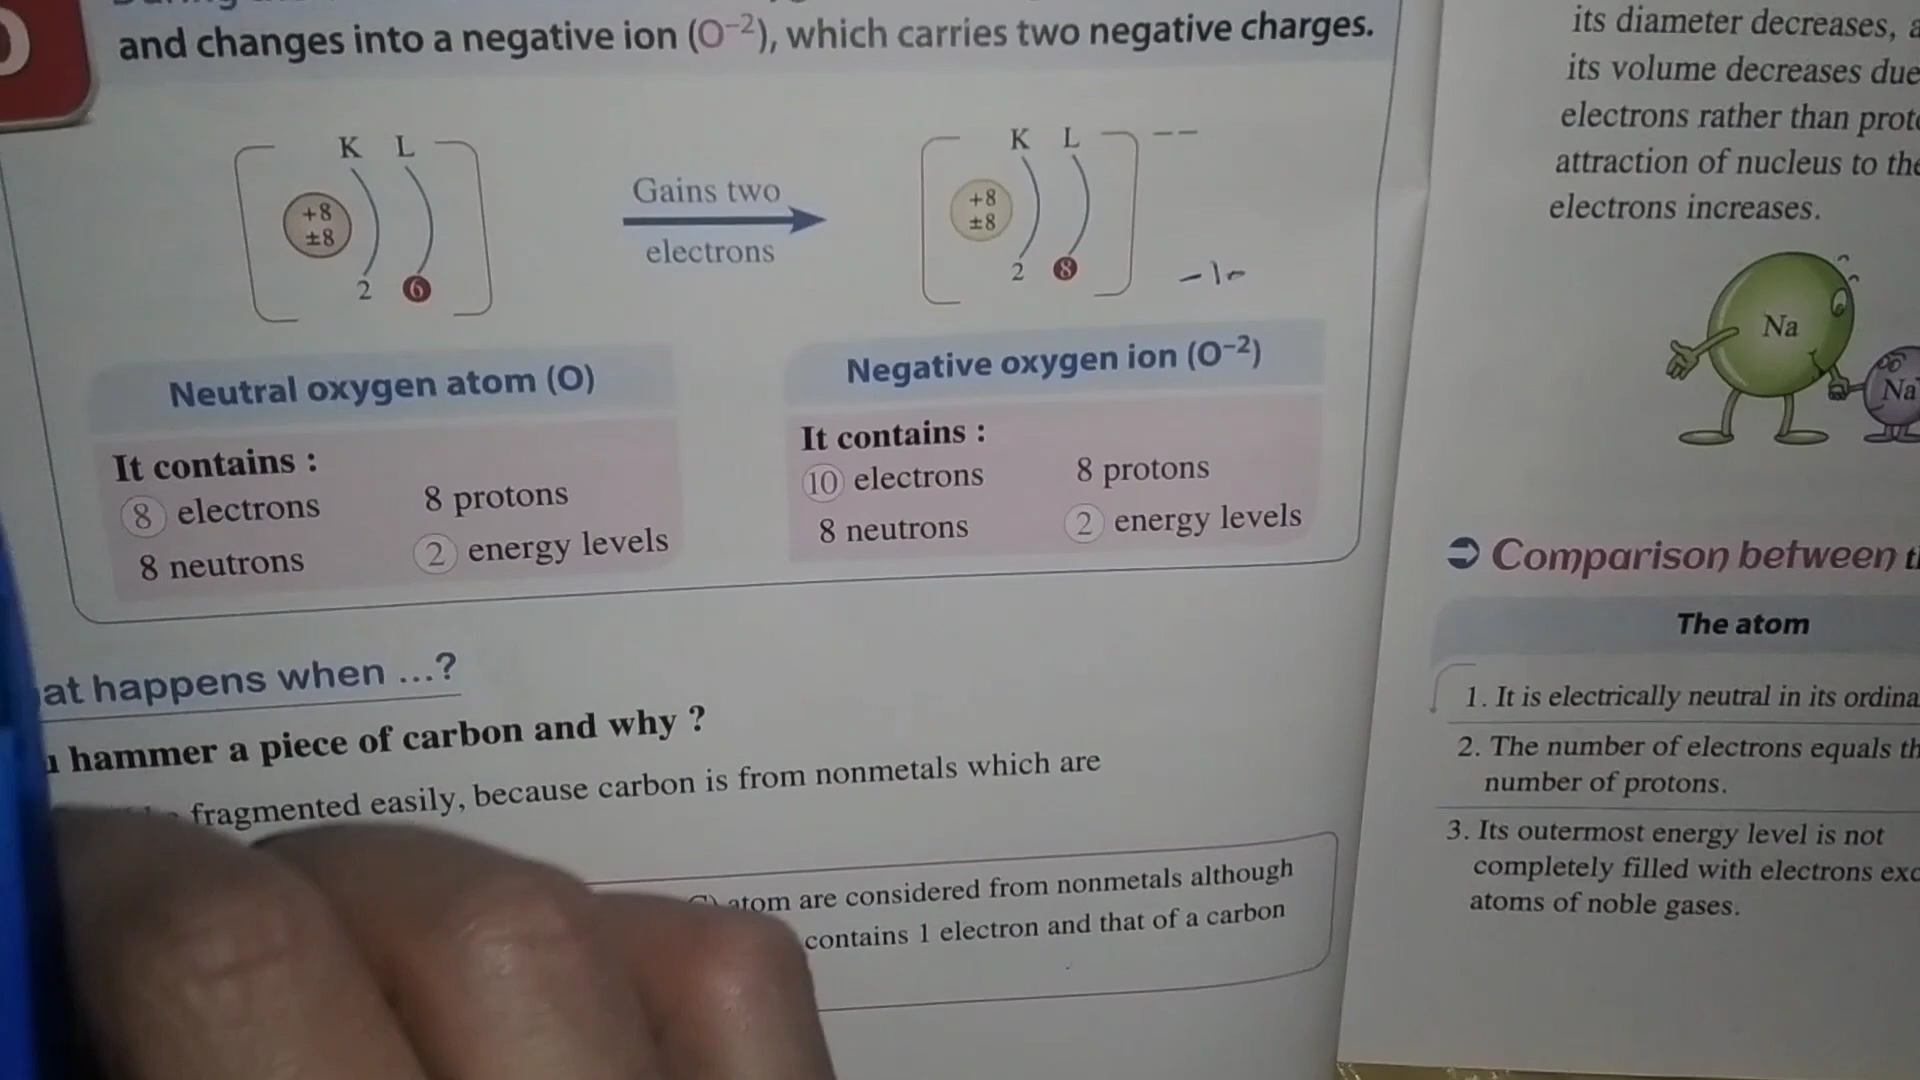 and changes into a negative ion (O⁻²), which carries two negative charges.
K L
+8
±8
2 6
Gains two
electrons
K L
– –
+8
±8
2 8
–10
Neutral oxygen atom (O)
It contains :
8 electrons
8 protons
8 neutrons
2 energy levels
Negative oxygen ion (O⁻²)
It contains :
10 electrons
8 protons
8 neutrons
2 energy levels
at happens when ...?
hammer a piece of carbon and why ?
fragmented easily, because carbon is from nonmetals which are
atom are considered from nonmetals although
contains 1 electron and that of a carbon
its diameter decreases,
its volume decreases due
electrons rather than
attraction of nucleus to
electrons increases.
Na
Na
Comparison between
The atom
1. It is electrically neutral in its
2. The number of electrons equals
number of protons.
3. Its outermost energy level is not
completely filled with electrons
atoms of noble gases.